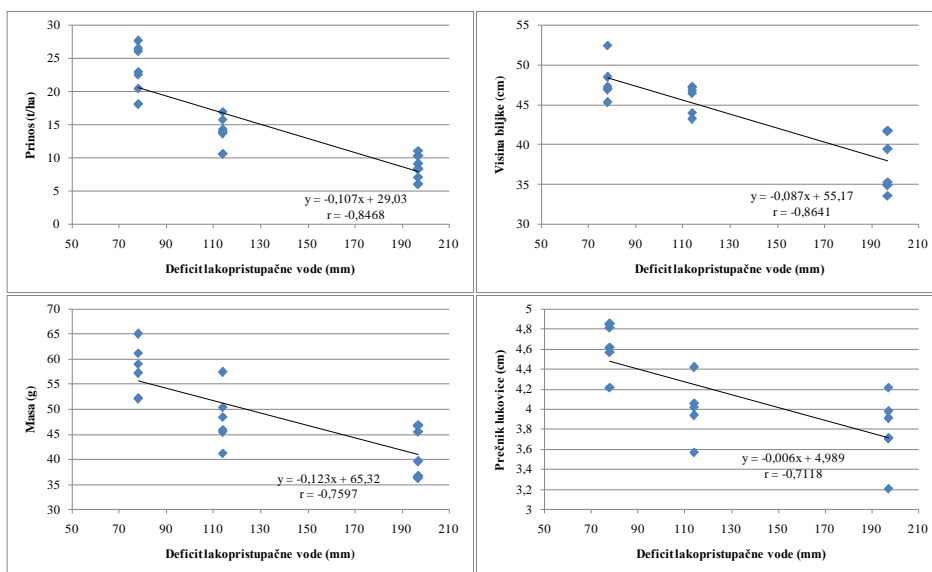 Prinos (t/ha)
30
25
20
15
10
5
0
y = -0,107x + 29,03
r = -0,8468
50 70 90 110 130 150 170 190 210
Deficit lakopristupačne vode (mm)
Visina biljke (cm)
55
50
45
40
35
30
y = -0,087x + 55,17
r = -0,8641
50 70 90 110 130 150 170 190 210
Deficit lakopristupačne vode (mm)
Masa (g)
70
65
60
55
50
45
40
35
30
y = -0,123x + 65,32
r = -0,7597
50 70 90 110 130 150 170 190 210
Deficit lakopristupačne vode (mm)
Prečnik lukovice (cm)
5
4,8
4,6
4,4
4,2
4
3,8
3,6
3,4
3,2
3
y = -0,006x + 4,989
r = -0,7118
50 70 90 110 130 150 170 190 210
Deficit lakopristupačne vode (mm)